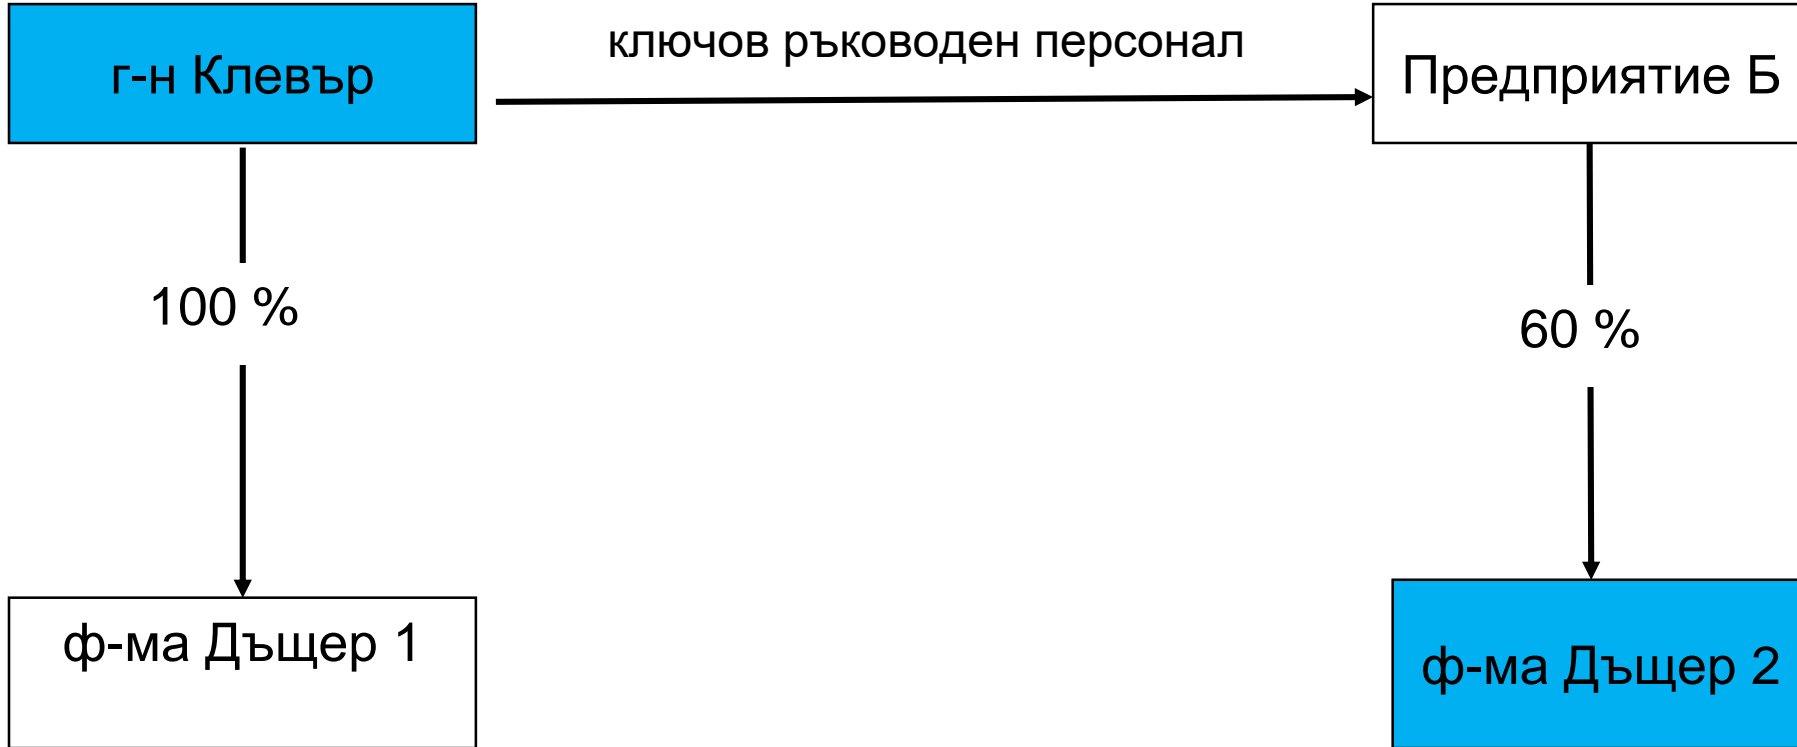 г-н Клевър
ключов ръководен персонал
Предприятие Б
100 %
60 %
ф-ма Дъщер 1
ф-ма Дъщер 2